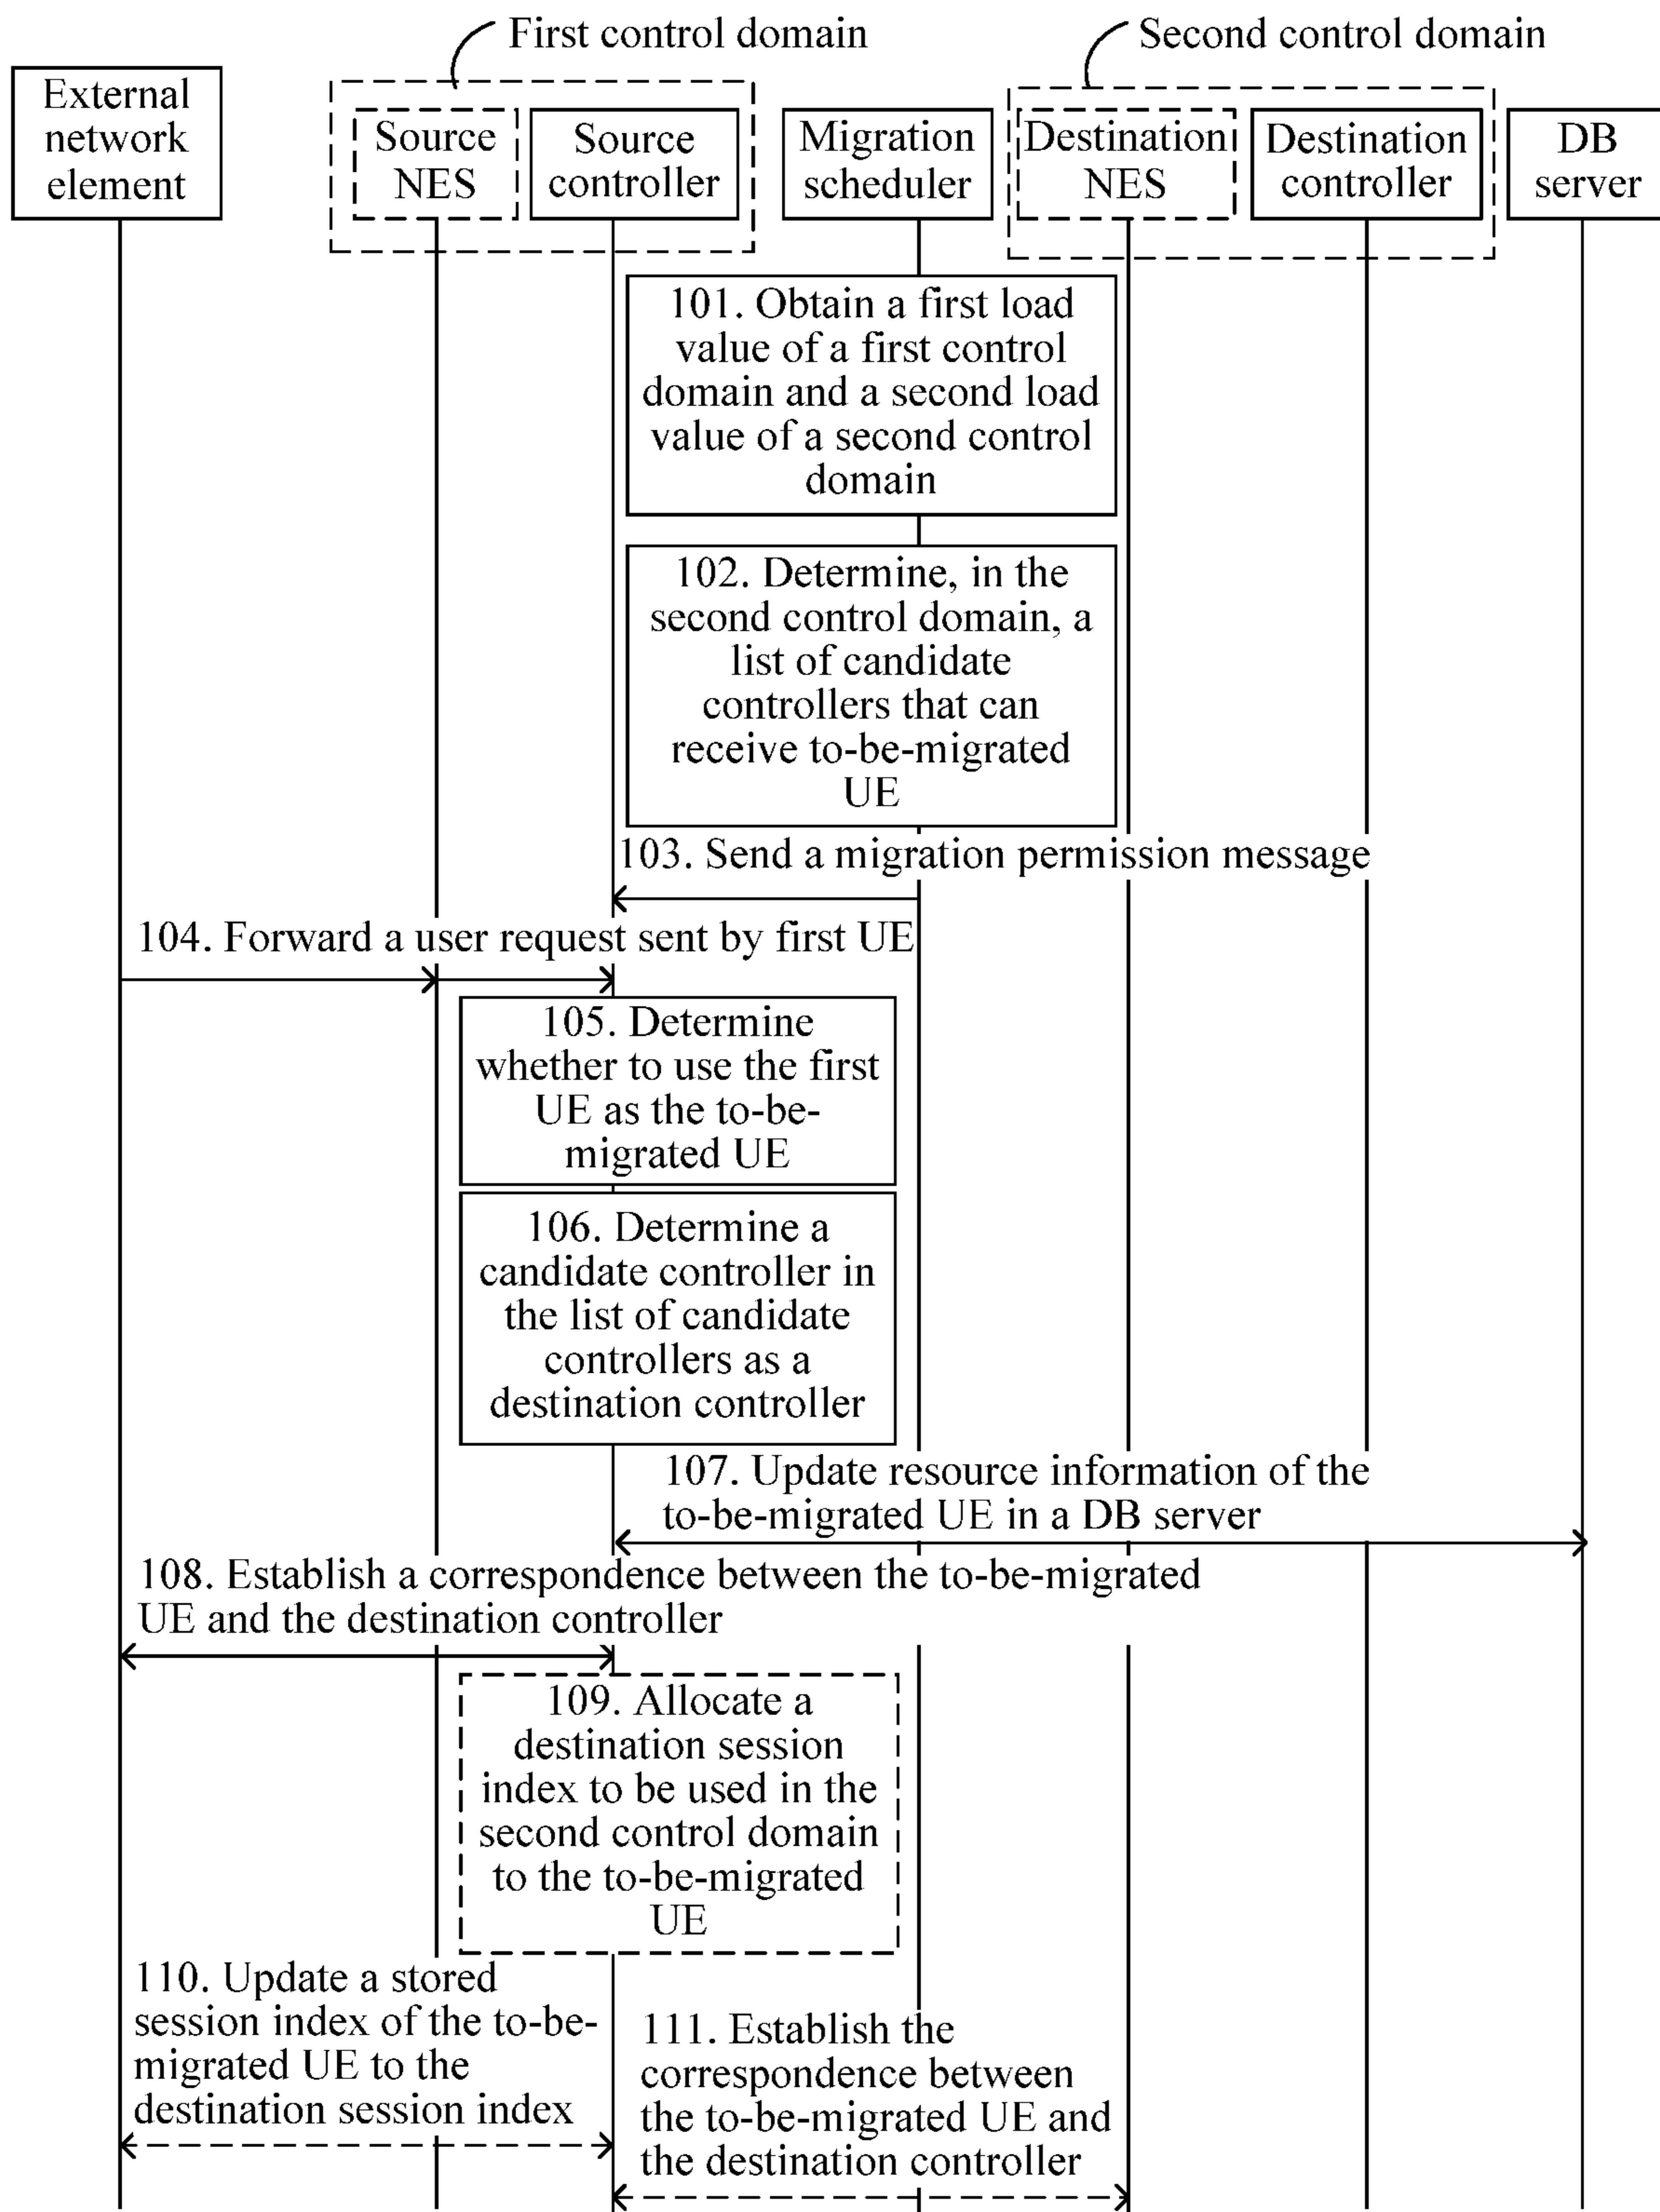 First control domain
Second control domain
External
network
element
Source
NES
Source
controller
Migration
scheduler
Destination
NES
Destination
controller
DB
server
101. Obtain a first load
value of a first control
domain and a second load
value of a second control
domain
102. Determine, in the
second control domain, a
list of candidate
controllers that can
receive to-be-migrated
UE
103. Send a migration permission message
104. Forward a user request sent by first UE
105. Determine
whether to use the first
UE as the to-be-
migrated UE
106. Determine a
candidate controller in
the list of candidate
controllers as a
destination controller
107. Update resource information of the
to-be-migrated UE in a DB server
108. Establish a correspondence between the to-be-migrated
UE and the destination controller
109. Allocate a
destination session
index to be used in the
second control domain
to the to-be-migrated
UE
110. Update a stored
session index of the to-be-
migrated UE to the
destination session index
111. Establish the
correspondence between
the to-be-migrated UE and
the destination controller